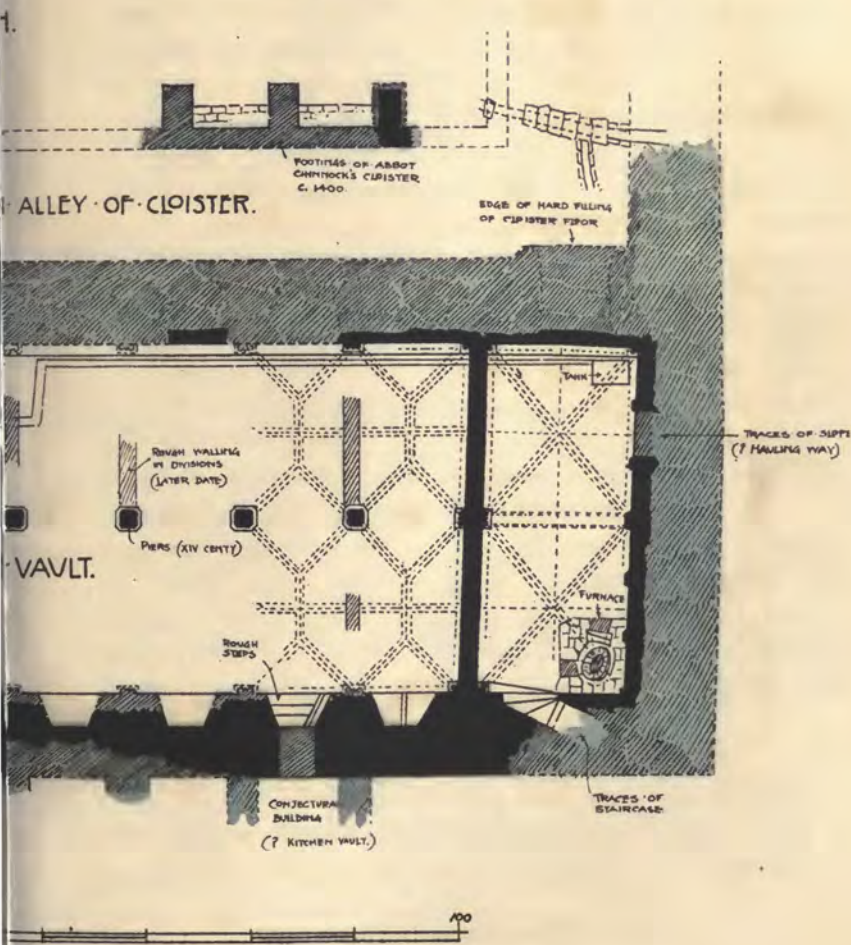 FOOTINGS OF ABBOT
CHINNOCK'S CLOISTER
C. 1400.
ALLEY · OF · CLOISTER.
EDGE OF HARD FILLING
OF CLOISTER FLOOR
TANK
TRACES OF
(? HAULING WAY)
ROUGH WALLING
IN DIVISIONS
(LATER DATE)
PIERS (XIV CENTY)
VAULT.
FURNACE
ROUGH
STEPS
TRACES OF
STAIRCASE
CONJECTURAL
BUILDING
(? KITCHEN VAULT.)
100